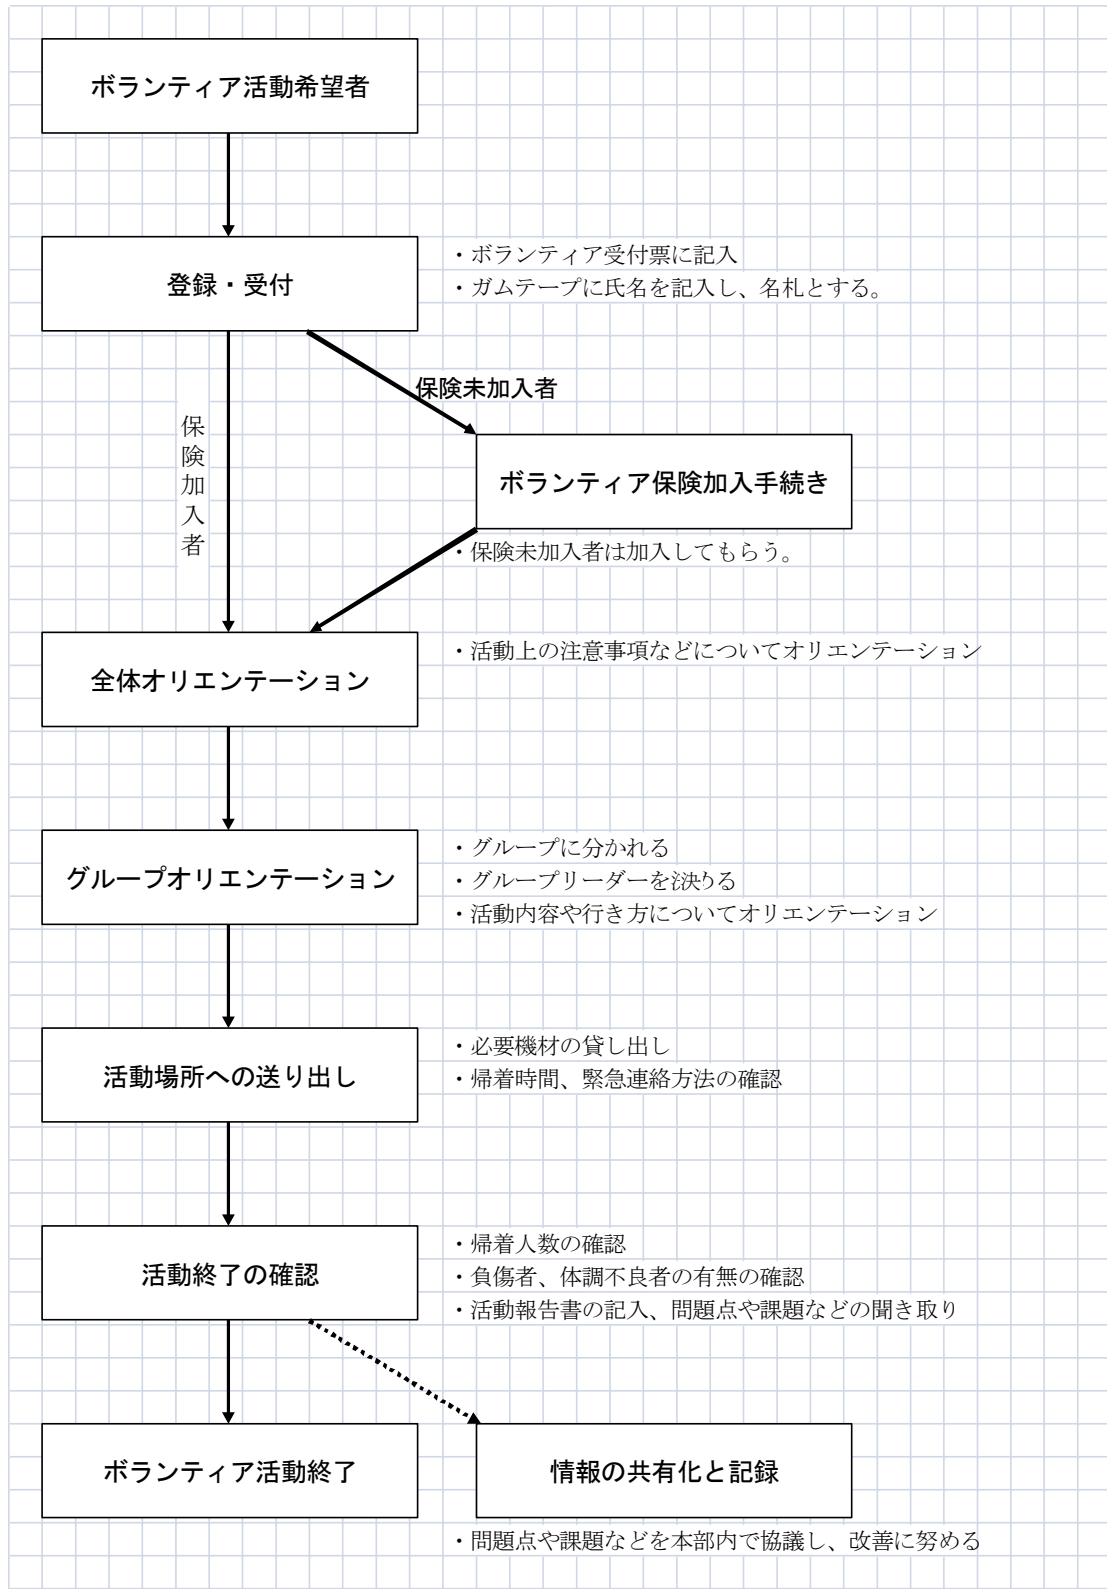 ボランティア活動希望者
登録・受付
・ボランティア受付票に記入
・ガムテープに氏名を記入し、名札とする。
保険未加入者
保険加入者
ボランティア保険加入手続き
・保険未加入者は加入してもらう。
全体オリエンテーション
・活動上の注意事項などについてオリエンテーション
グループオリエンテーション
・グループに分かれる
・グループリーダーを決める
・活動内容や行き方についてオリエンテーション
活動場所への送り出し
・必要機材の貸し出し
・帰着時間、緊急連絡方法の確認
活動終了の確認
・帰着人数の確認
・負傷者、体調不良者の有無の確認
・活動報告書の記入、問題点や課題などの聞き取り
ボランティア活動終了
情報の共有化と記録
・問題点や課題などを本部内で協議し、改善に努める